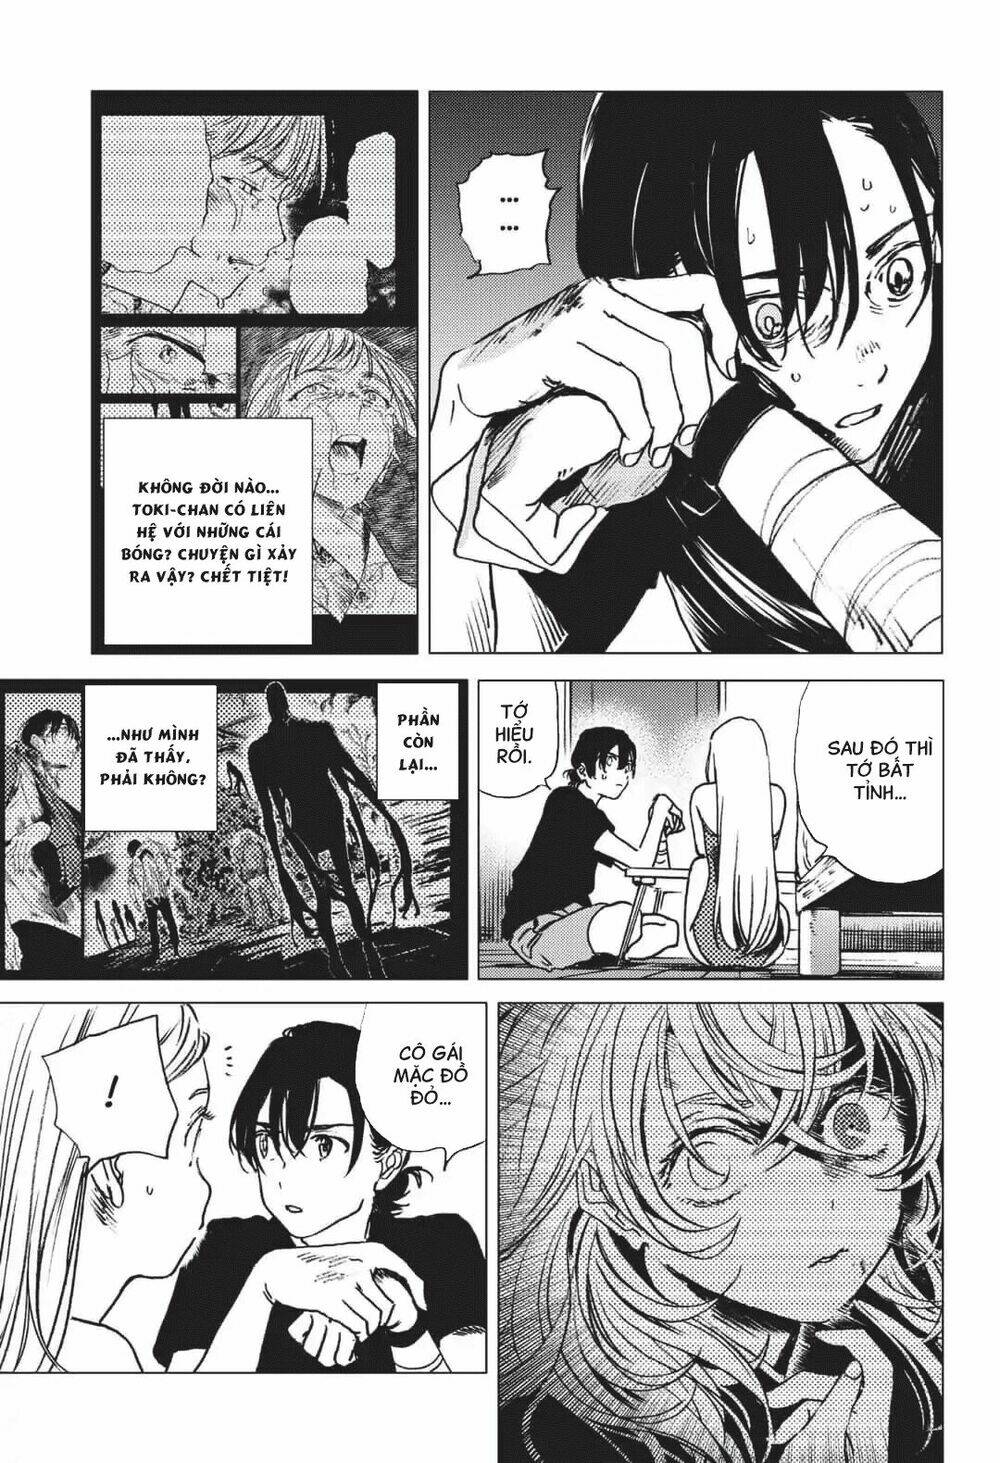 ...
...
KHÔNG ĐỜI NÀO...
TOKI-CHAN CÓ LIÊN
HỆ VỚI NHỮNG CÁI
BÓNG? CHUYỆN GÌ XẢY
RA VẬY? CHẾT TIỆT!
SAU ĐÓ THÌ
TỚ BẤT
TỈNH...
TỚ
HIỂU
RỒI.
PHẦN
CÒN
LẠI...
...NHƯ MÌNH
ĐÃ THẤY,
PHẢI KHÔNG?
CÔ GÁI
MẶC ĐỒ
ĐỎ...
!